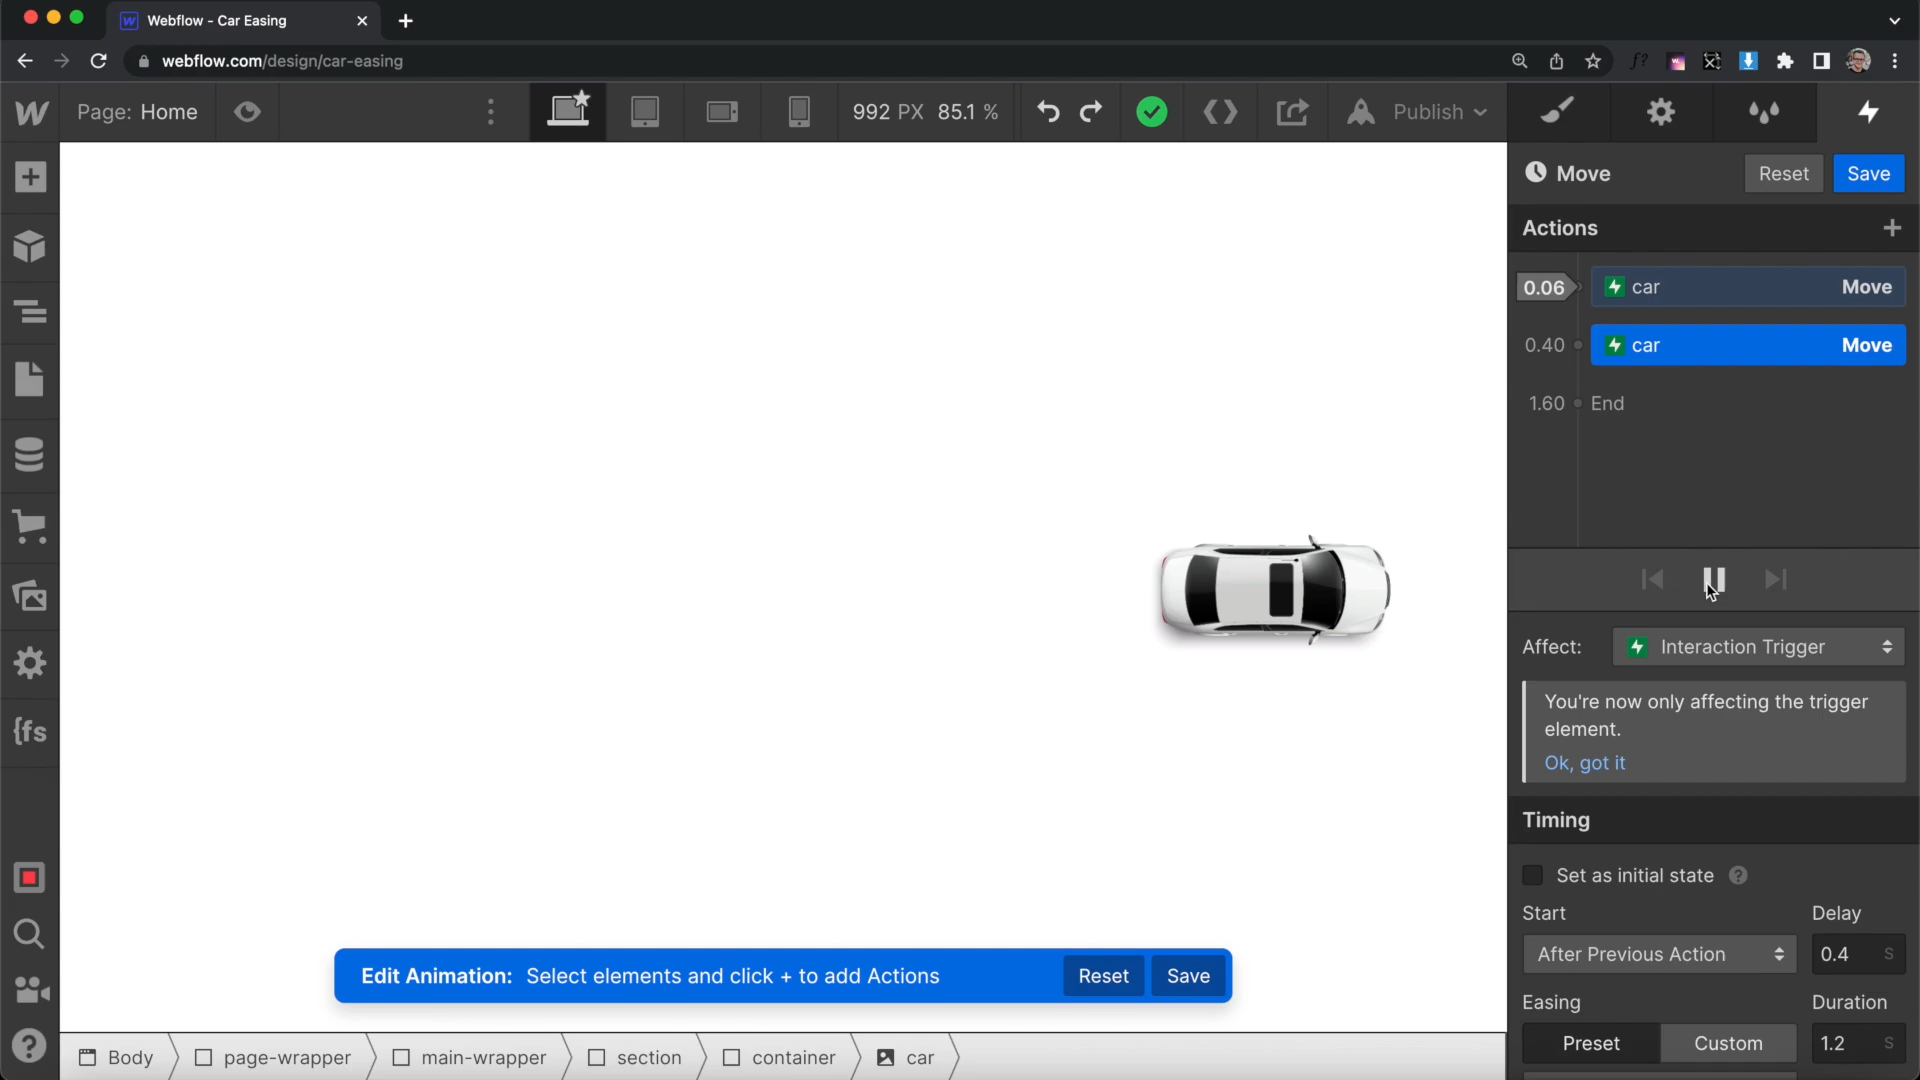 Webflow - Car Easing
webflow.com/design/car-easing
Page: Home
992 PX 85.1 %
Publish
Move
Reset
Save
Actions
0.06 car Move
0.40 car Move
1.60 End
Affect: Interaction Trigger
You're now only affecting the trigger
element.
Ok, got it
Timing
Set as initial state
Start Delay
After Previous Action 0.4 S
Easing Duration
Preset Custom 1.2 S
{fs
Edit Animation: Select elements and click + to add Actions
Reset
Save
Body page-wrapper main-wrapper section container car